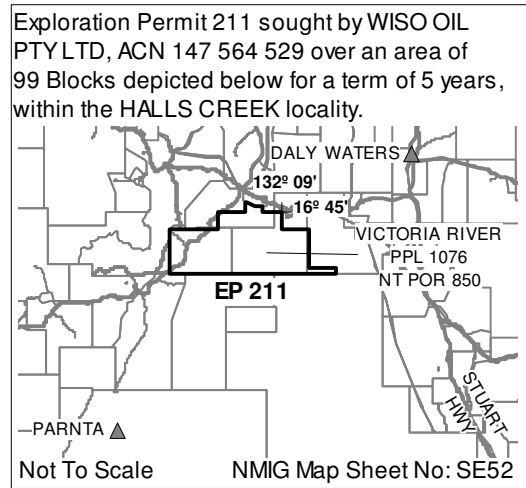 Exploration Permit 211 sought by WISO OIL
PTY LTD, ACN 147 564 529 over an area of
99 Blocks depicted below for a term of 5 years,
within the HALLS CREEK locality.
DALY WATERS
132º 09'
16º 45'
VICTORIA RIVER
PPL 1076
NT POR 850
EP 211
STUART
HWY
PARNTA
Not To Scale
NMIG Map Sheet No: SE52